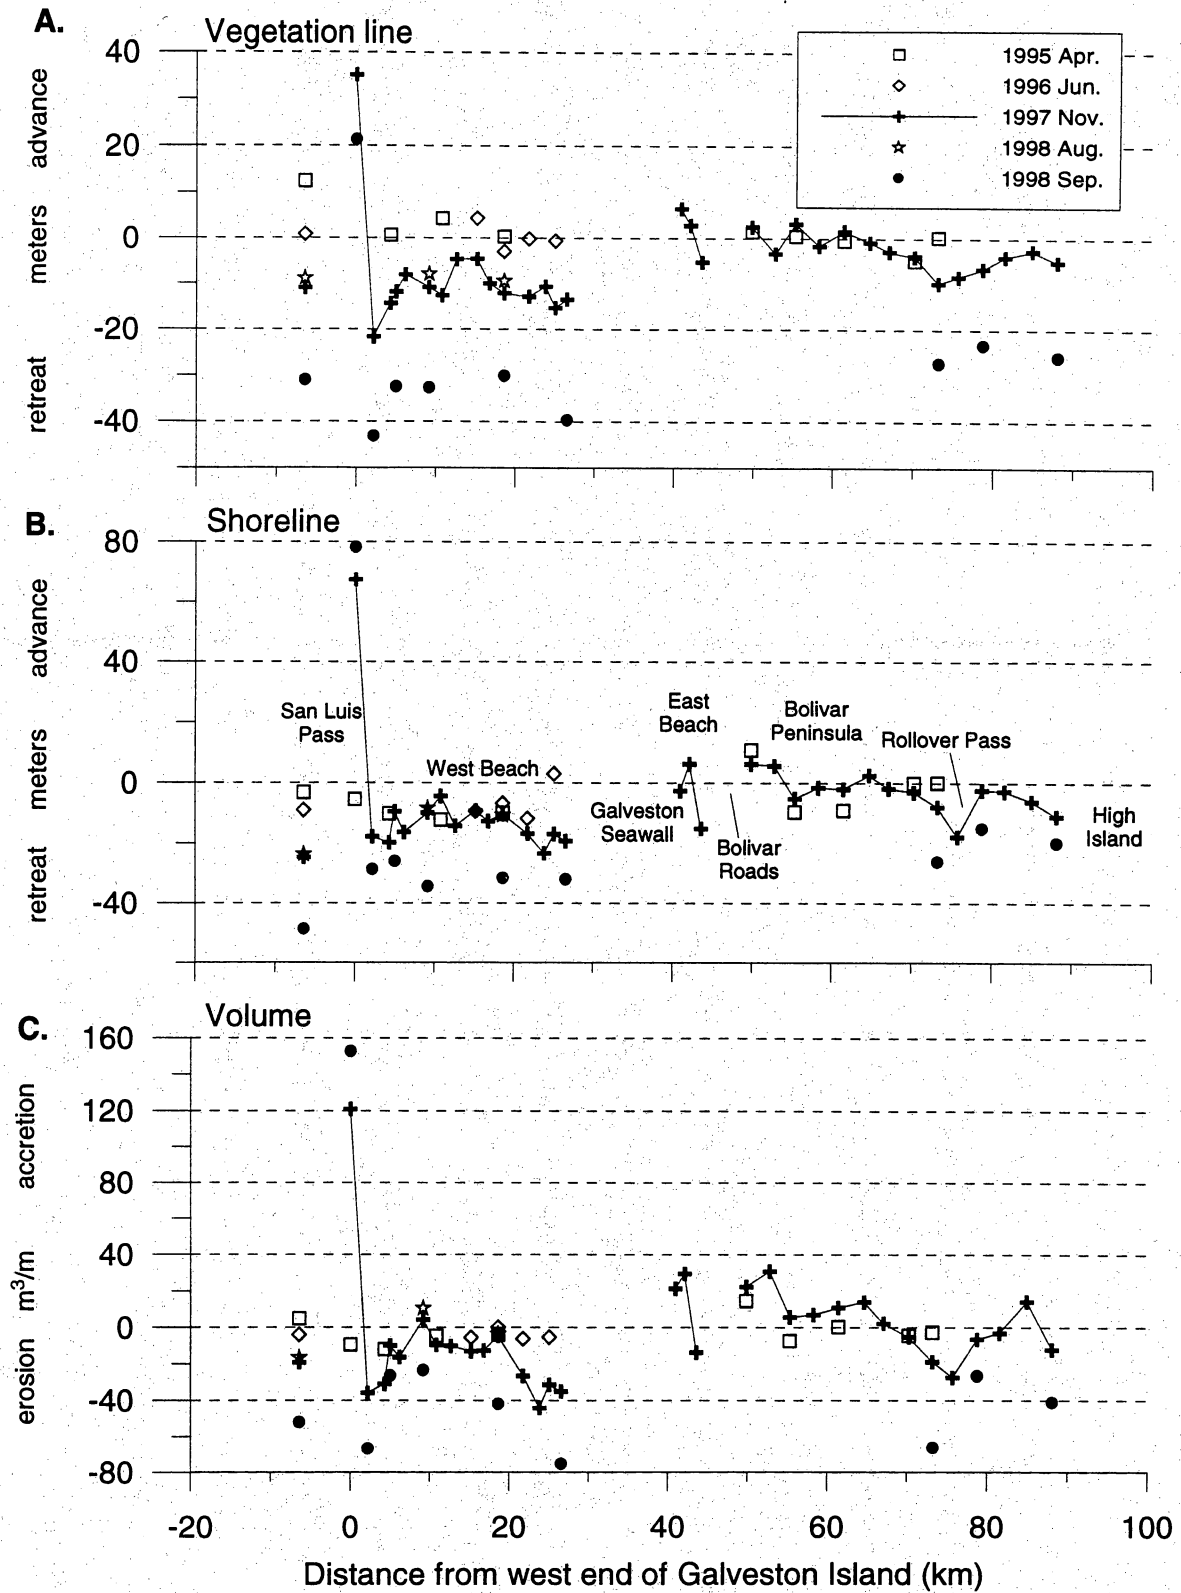 A.
Vegetation line
40
20
0
-20
-40
advance
meters
retreat
1995 Apr.
1996 Jun.
1997 Nov.
1998 Aug.
1998 Sep.
B.
Shoreline
80
40
0
-40
advance
meters
retreat
San Luis
Pass
West Beach
East
Beach
Galveston
Seawall
Bolivar
Roads
Bolivar
Peninsula
Rollover Pass
High
Island
C.
Volume
160
120
80
40
0
-40
-80
accretion
m³/m
erosion
-20 0 20 40 60 80 100
Distance from west end of Galveston Island (km)